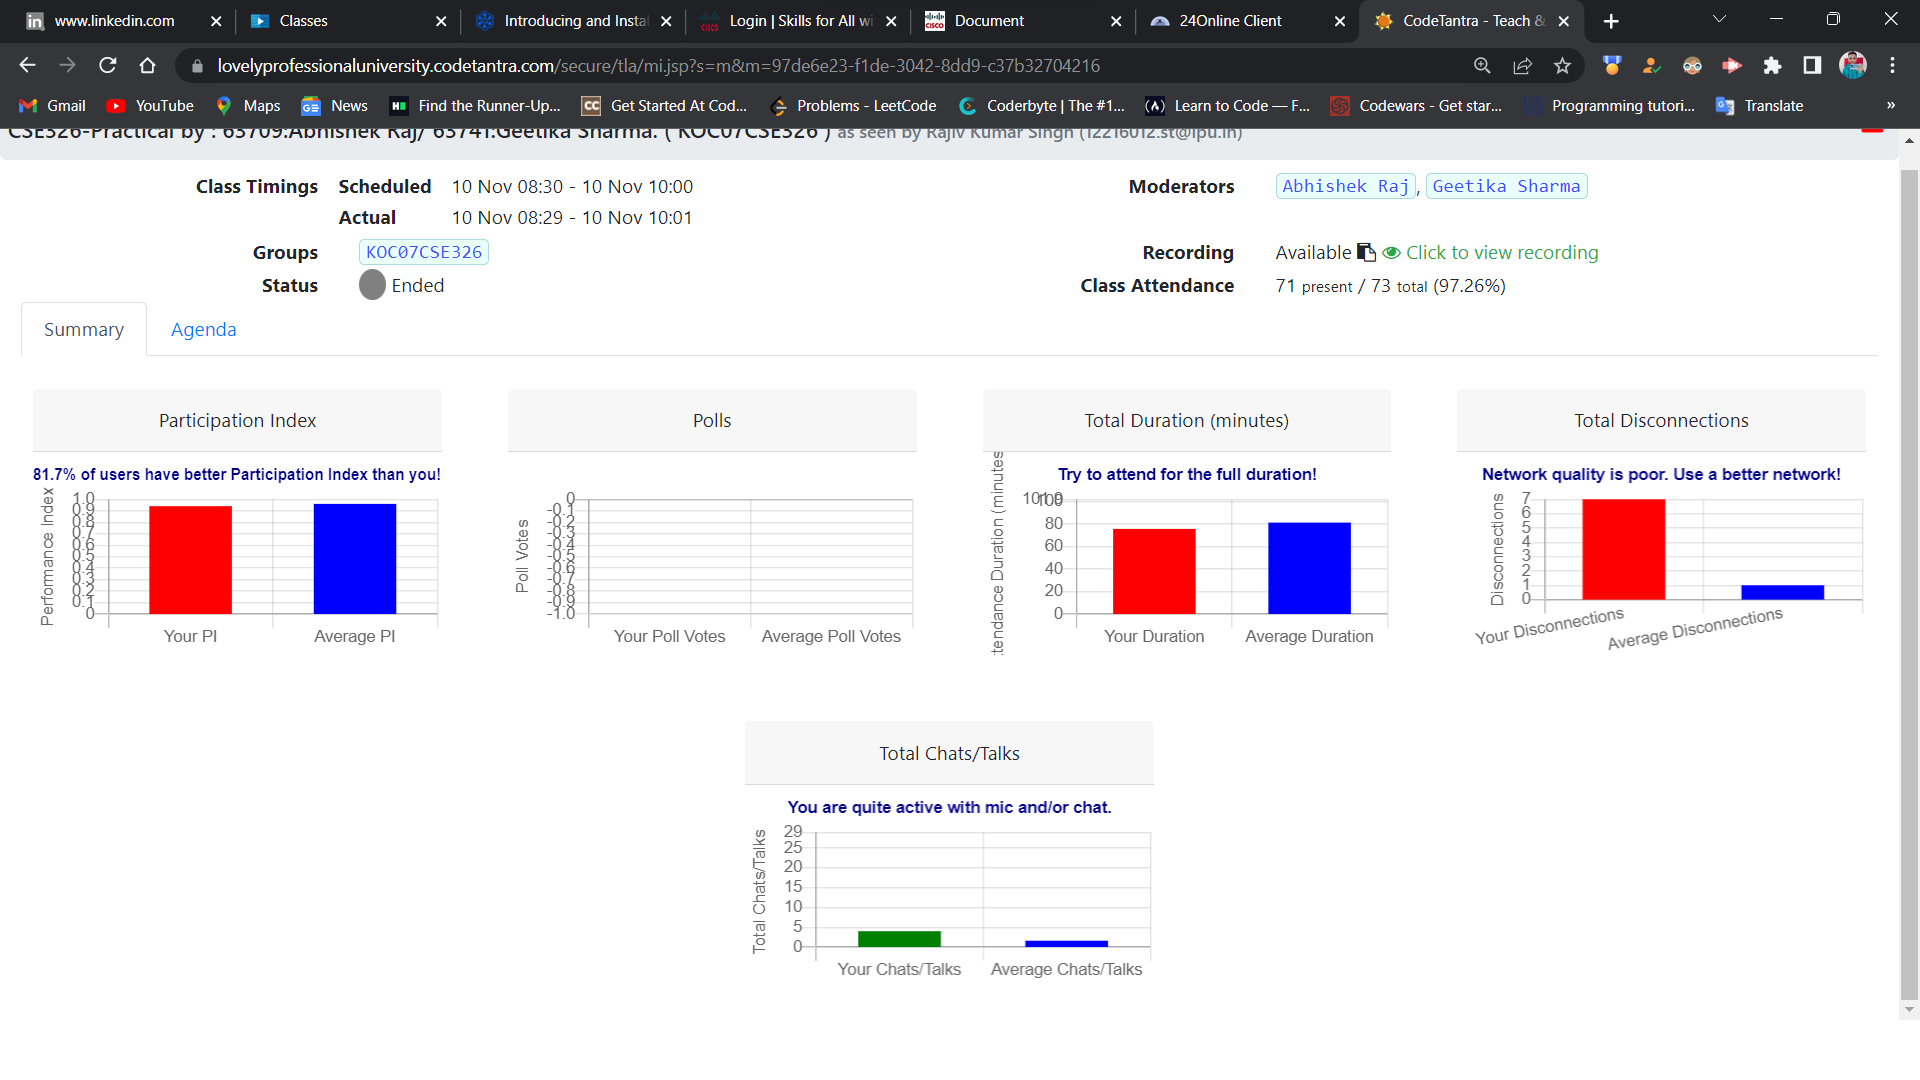 www.linkedin.com
Classes
Introducing and Insta
Login | Skills for All wi
Document
24Online Client
CodeTantra - Teach &
lovelyprofessionaluniversity.codetantra.com/secure/tla/mi.jsp?s=m&m=97de6e23-f1de-3042-8dd9-c37b32704216
Gmail
YouTube
Maps
News
Find the Runner-Up...
Get Started At Cod...
Problems - LeetCode
Coderbyte | The #1...
Learn to Code — F...
Codewars - Get star...
Programming tutori...
Translate
»
CSE326-Practical by : 63709:Abhishek Raj/ 63741:Geetika Sharma. ( KOC07CSE326 ) as seen by Rajiv Kumar Singh (12216012.st@lpu.in)
Class Timings Scheduled 10 Nov 08:30 - 10 Nov 10:00
Actual 10 Nov 08:29 - 10 Nov 10:01
Groups KOC07CSE326
Status Ended
Moderators Abhishek Raj, Geetika Sharma
Recording Available Click to view recording
Class Attendance 71 present / 73 total (97.26%)
Summary
Agenda
Participation Index
81.7% of users have better Participation Index than you!
Performance Index
1.0
0.9
0.8
0.7
0.6
0.5
0.4
0.3
0.2
0.1
0
Your PI
Average PI
Polls
Poll Votes
0
-0.1
-0.2
-0.3
-0.4
-0.5
-0.6
-0.7
-0.8
-0.9
-1.0
Your Poll Votes
Average Poll Votes
Total Duration (minutes)
Try to attend for the full duration!
ttendance Duration (minutes
100
80
60
40
20
0
Your Duration
Average Duration
Total Disconnections
Network quality is poor. Use a better network!
Disconnections
7
6
5
4
3
2
1
0
Your Disconnections
Average Disconnections
Total Chats/Talks
You are quite active with mic and/or chat.
Total Chats/Talks
29
25
20
15
10
5
0
Your Chats/Talks
Average Chats/Talks